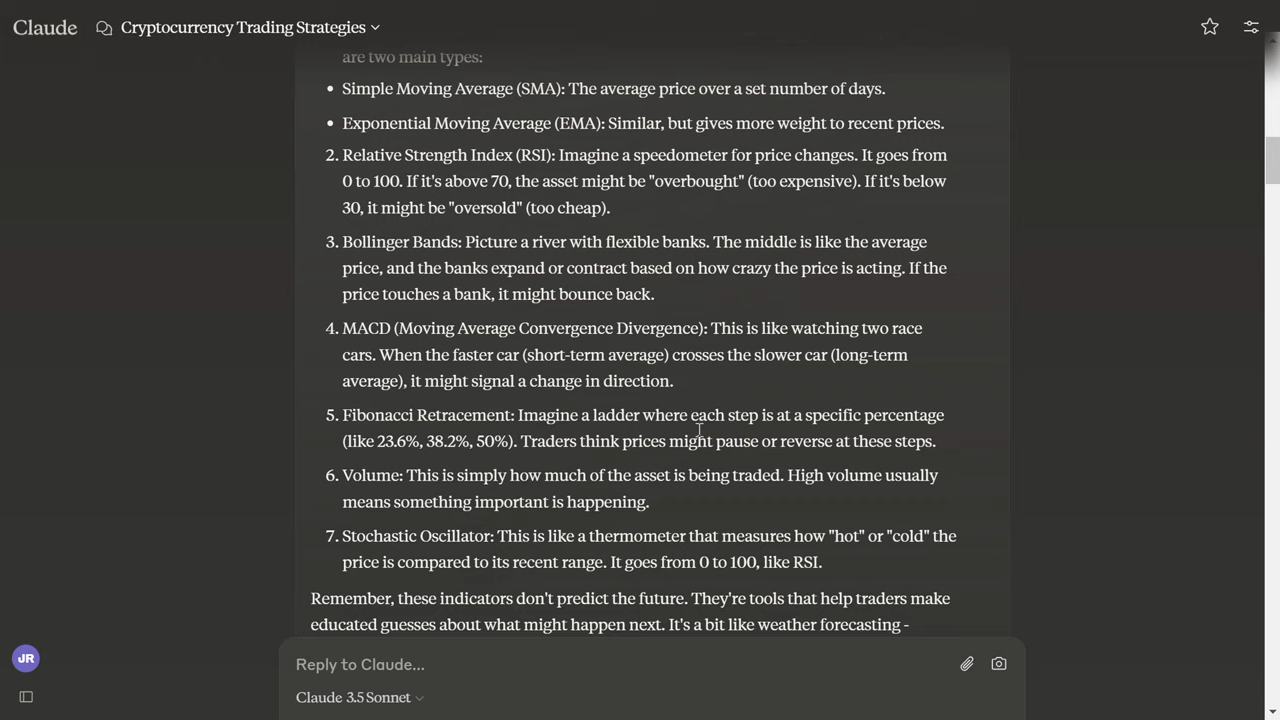 Claude
Cryptocurrency Trading Strategies
are two main types:
• Simple Moving Average (SMA): The average price over a set number of days.
• Exponential Moving Average (EMA): Similar, but gives more weight to recent prices.
2. Relative Strength Index (RSI): Imagine a speedometer for price changes. It goes from
0 to 100. If it's above 70, the asset might be "overbought" (too expensive). If it's below
30, it might be "oversold" (too cheap).
3. Bollinger Bands: Picture a river with flexible banks. The middle is like the average
price, and the banks expand or contract based on how crazy the price is acting. If the
price touches a bank, it might bounce back.
4. MACD (Moving Average Convergence Divergence): This is like watching two race
cars. When the faster car (short-term average) crosses the slower car (long-term
average), it might signal a change in direction.
5. Fibonacci Retracement: Imagine a ladder where each step is at a specific percentage
(like 23.6%, 38.2%, 50%). Traders think prices might pause or reverse at these steps.
6. Volume: This is simply how much of the asset is being traded. High volume usually
means something important is happening.
7. Stochastic Oscillator: This is like a thermometer that measures how "hot" or "cold" the
price is compared to its recent range. It goes from 0 to 100, like RSI.
Remember, these indicators don't predict the future. They're tools that help traders make
educated guesses about what might happen next. It's a bit like weather forecasting -
JR
Reply to Claude...
Claude 3.5 Sonnet